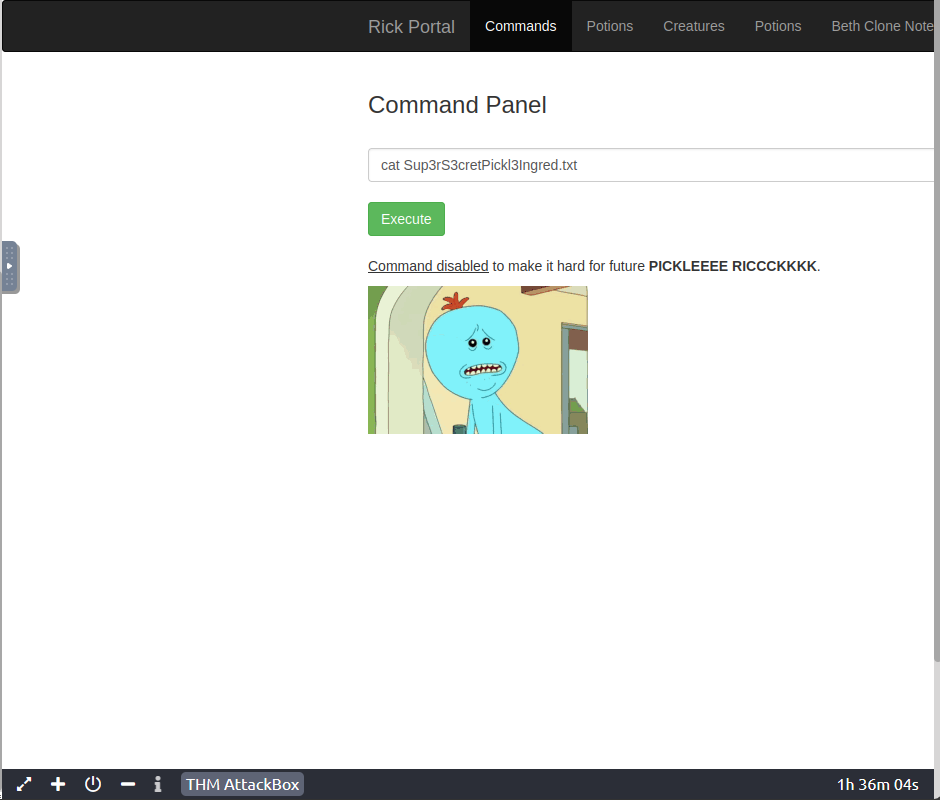 Rick Portal Commands Potions Creatures Potions Beth Clone Note
Command Panel
cat Sup3rS3cretPickl3Ingred.txt
Execute
Command disabled to make it hard for future PICKLEEEE RICCCKKKK.
THM AttackBox 1h 36m 04s